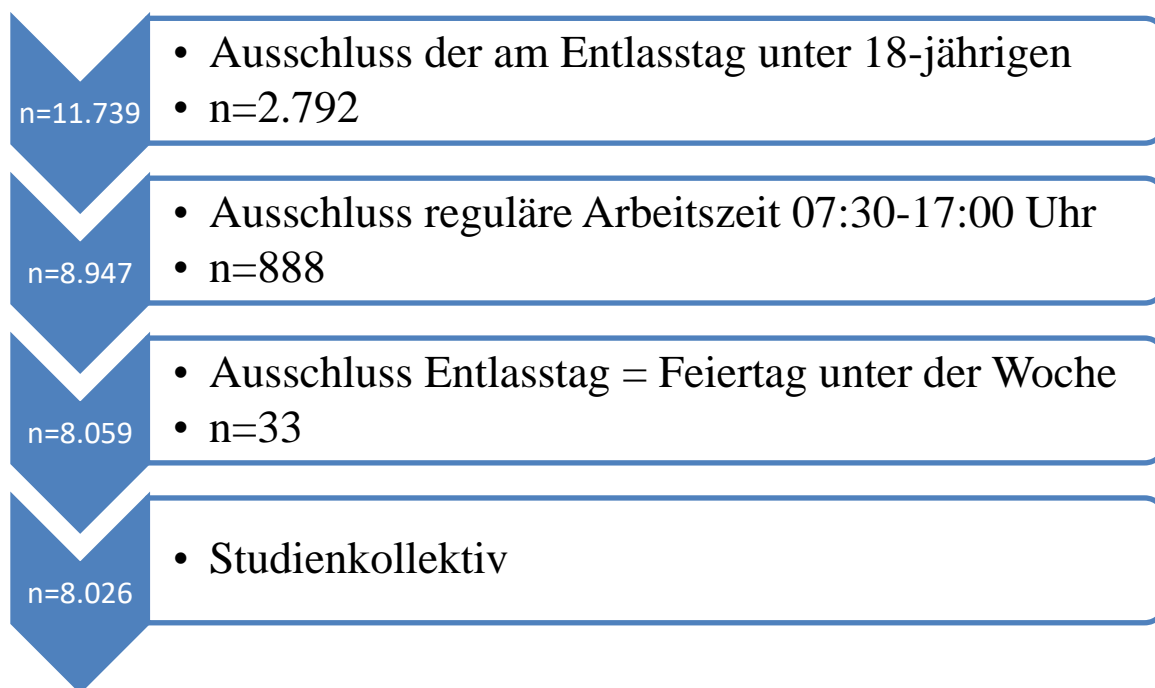 n=11.739
• Ausschluss der am Entlasstag unter 18-jährigen
• n=2.792
n=8.947
• Ausschluss reguläre Arbeitszeit 07:30-17:00 Uhr
• n=888
n=8.059
• Ausschluss Entlasstag = Feiertag unter der Woche
• n=33
n=8.026
• Studienkollektiv